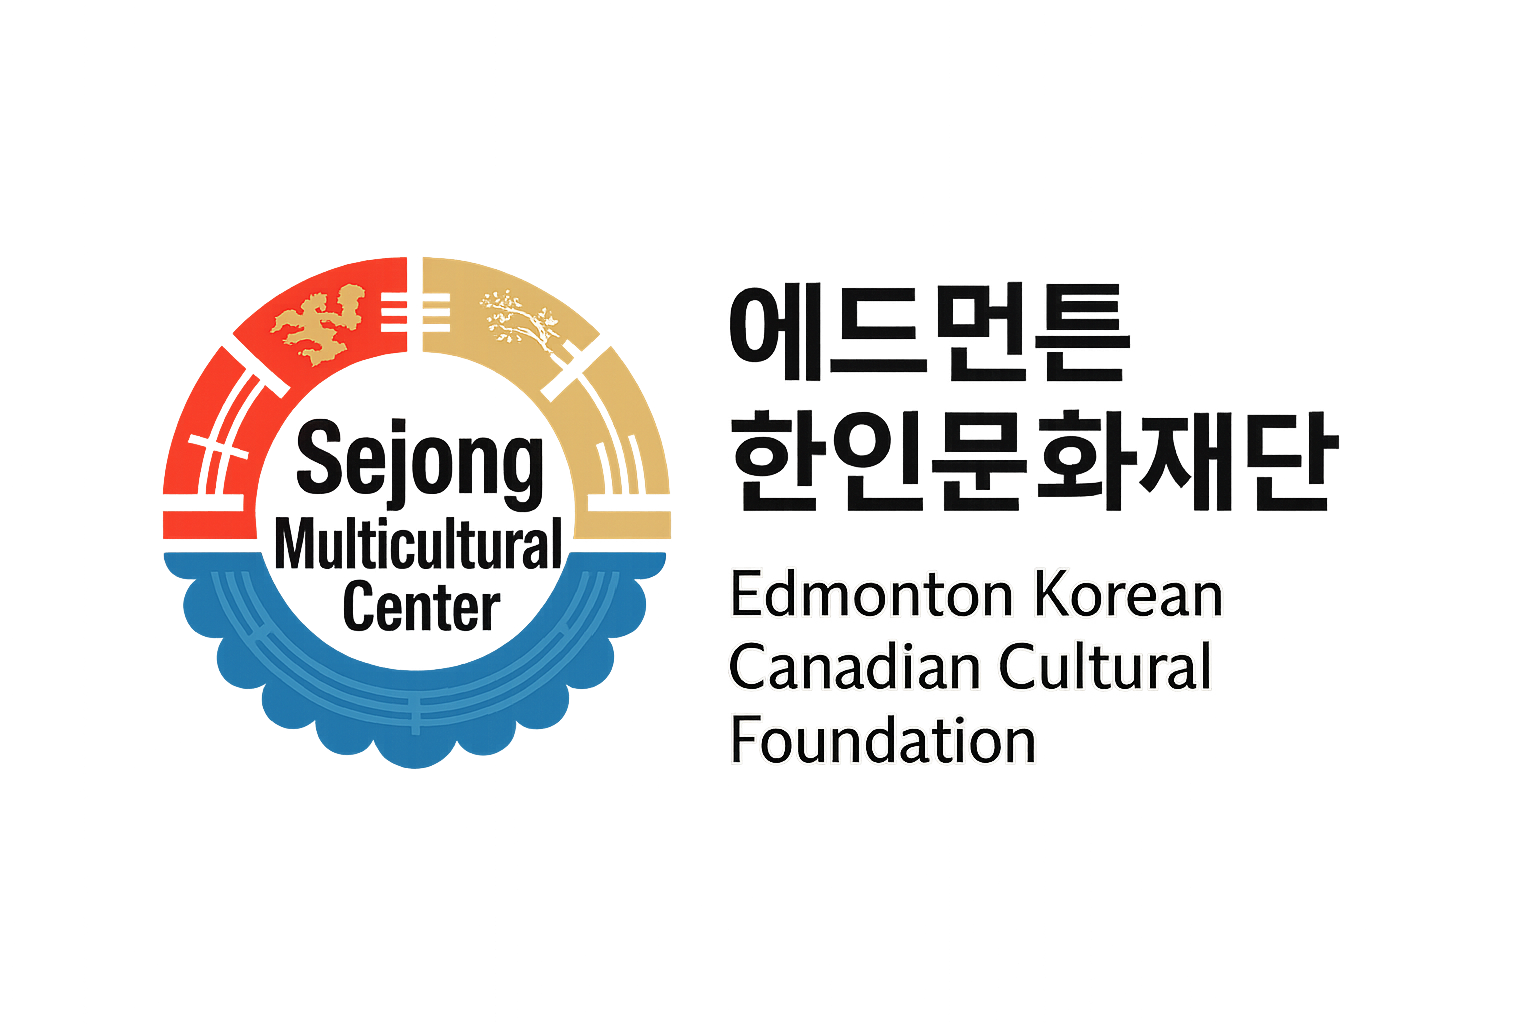 Sejong
Multicultural
Center
에드먼튼
한인문화재단
Edmonton Korean
Canadian Cultural
Foundation